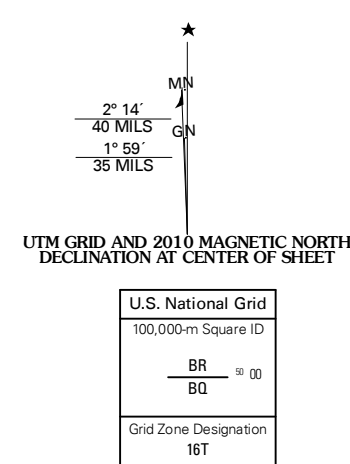 ★
MN
2° 14´
40 MILS
GN
1° 59´
35 MILS
UTM GRID AND 2010 MAGNETIC NORTH
DECLINATION AT CENTER OF SHEET
U.S. National Grid
100,000-m Square ID
BR
50 00
BQ
Grid Zone Designation
16T